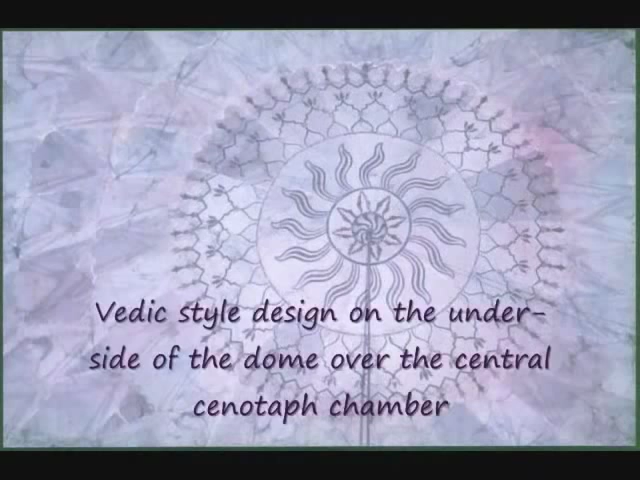 Vedic style design on the under-
side of the dome over the central
cenotaph chamber